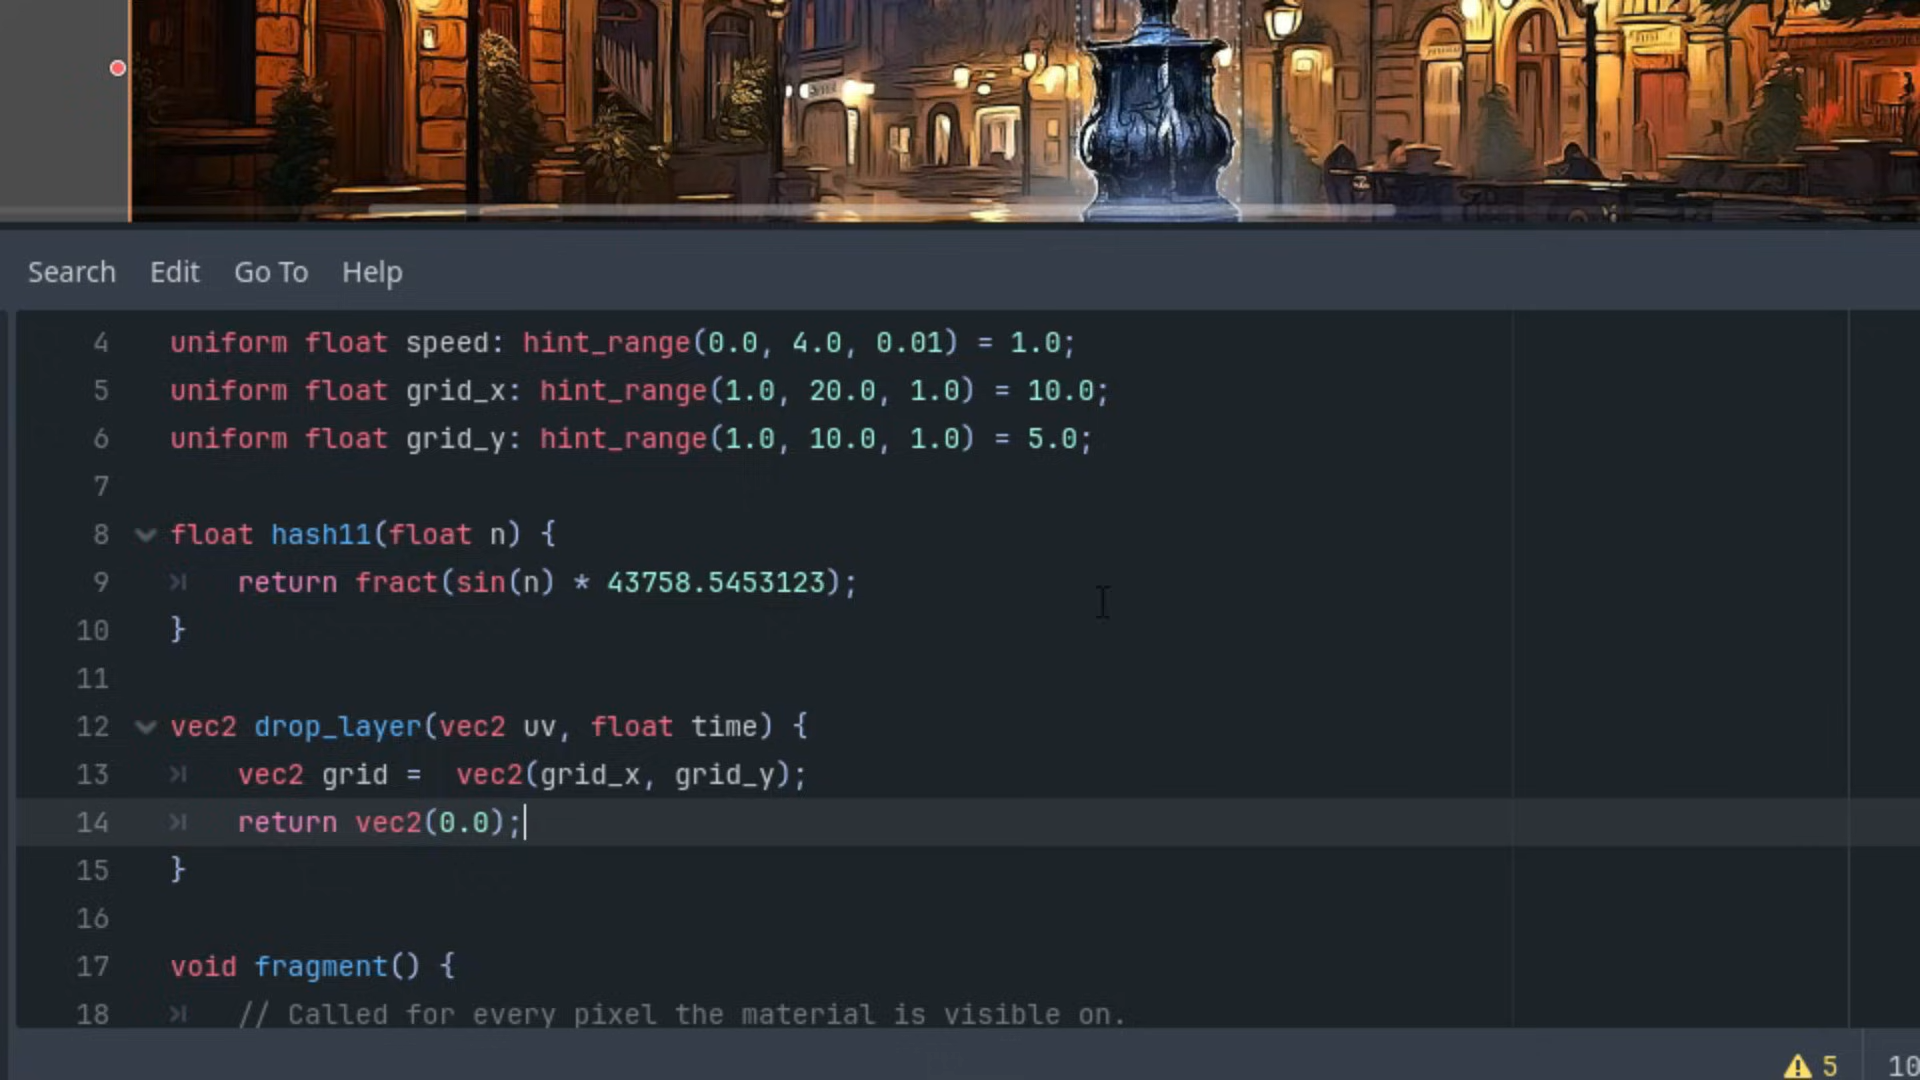 Search Edit Go To Help
4 uniform float speed: hint_range(0.0, 4.0, 0.01) = 1.0;
5 uniform float grid_x: hint_range(1.0, 20.0, 1.0) = 10.0;
6 uniform float grid_y: hint_range(1.0, 10.0, 1.0) = 5.0;
7
8 float hash11(float n) {
9 return fract(sin(n) * 43758.5453123);
10 }
11
12 vec2 drop_layer(vec2 uv, float time) {
13 vec2 grid =  vec2(grid_x, grid_y);
14 return vec2(0.0);
15 }
16
17 void fragment() {
18 // Called for every pixel the material is visible on.
5 10